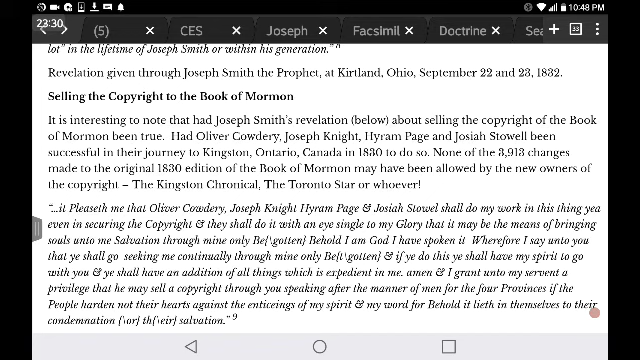 10:48 PM
23:30
(5) CES Joseph Facsimil Doctrine Sea 23
lot” in the lifetime of Joseph Smith or within his generation.” 8
Revelation given through Joseph Smith the Prophet, at Kirtland, Ohio, September 22 and 23, 1832.
Selling the Copyright to the Book of Mormon
It is interesting to note that had Joseph Smith’s revelation (below) about selling the copyright of the Book
of Mormon been true.  Had Oliver Cowdery, Joseph Knight, Hyram Page and Josiah Stowell been
successful in their journey to Kingston, Ontario, Canada in 1830 to do so. None of the 3,913 changes
made to the original 1830 edition of the Book of Mormon may have been allowed by the new owners of
the copyright – The Kingston Chronical, The Toronto Star or whoever!
“…it Pleaseth me that Oliver Cowdery, Joseph Knight Hyram Page & Josiah Stowel shall do my work in this thing yea
even in securing the Copyright & they shall do it with an eye single to my Glory that it may be the means of bringing
souls unto me Salvation through mine only Be{\gotten} Behold I am God I have spoken it  Wherefore I say unto you
that ye shall go  seeking me continually through mine only Be{\gotten} & if ye do this ye shall have my spirit to go
with you & ye shall have an addition of all things which is expedient in me. amen & I grant unto my servent a
privilege that he may sell a copyright through you speaking after the manner of men for the four Provinces if the
People harden not their hearts against the enticeings of my spirit & my word for Behold it lieth in themselves to their
condemnation {\or} th{\eir} salvation.” 9